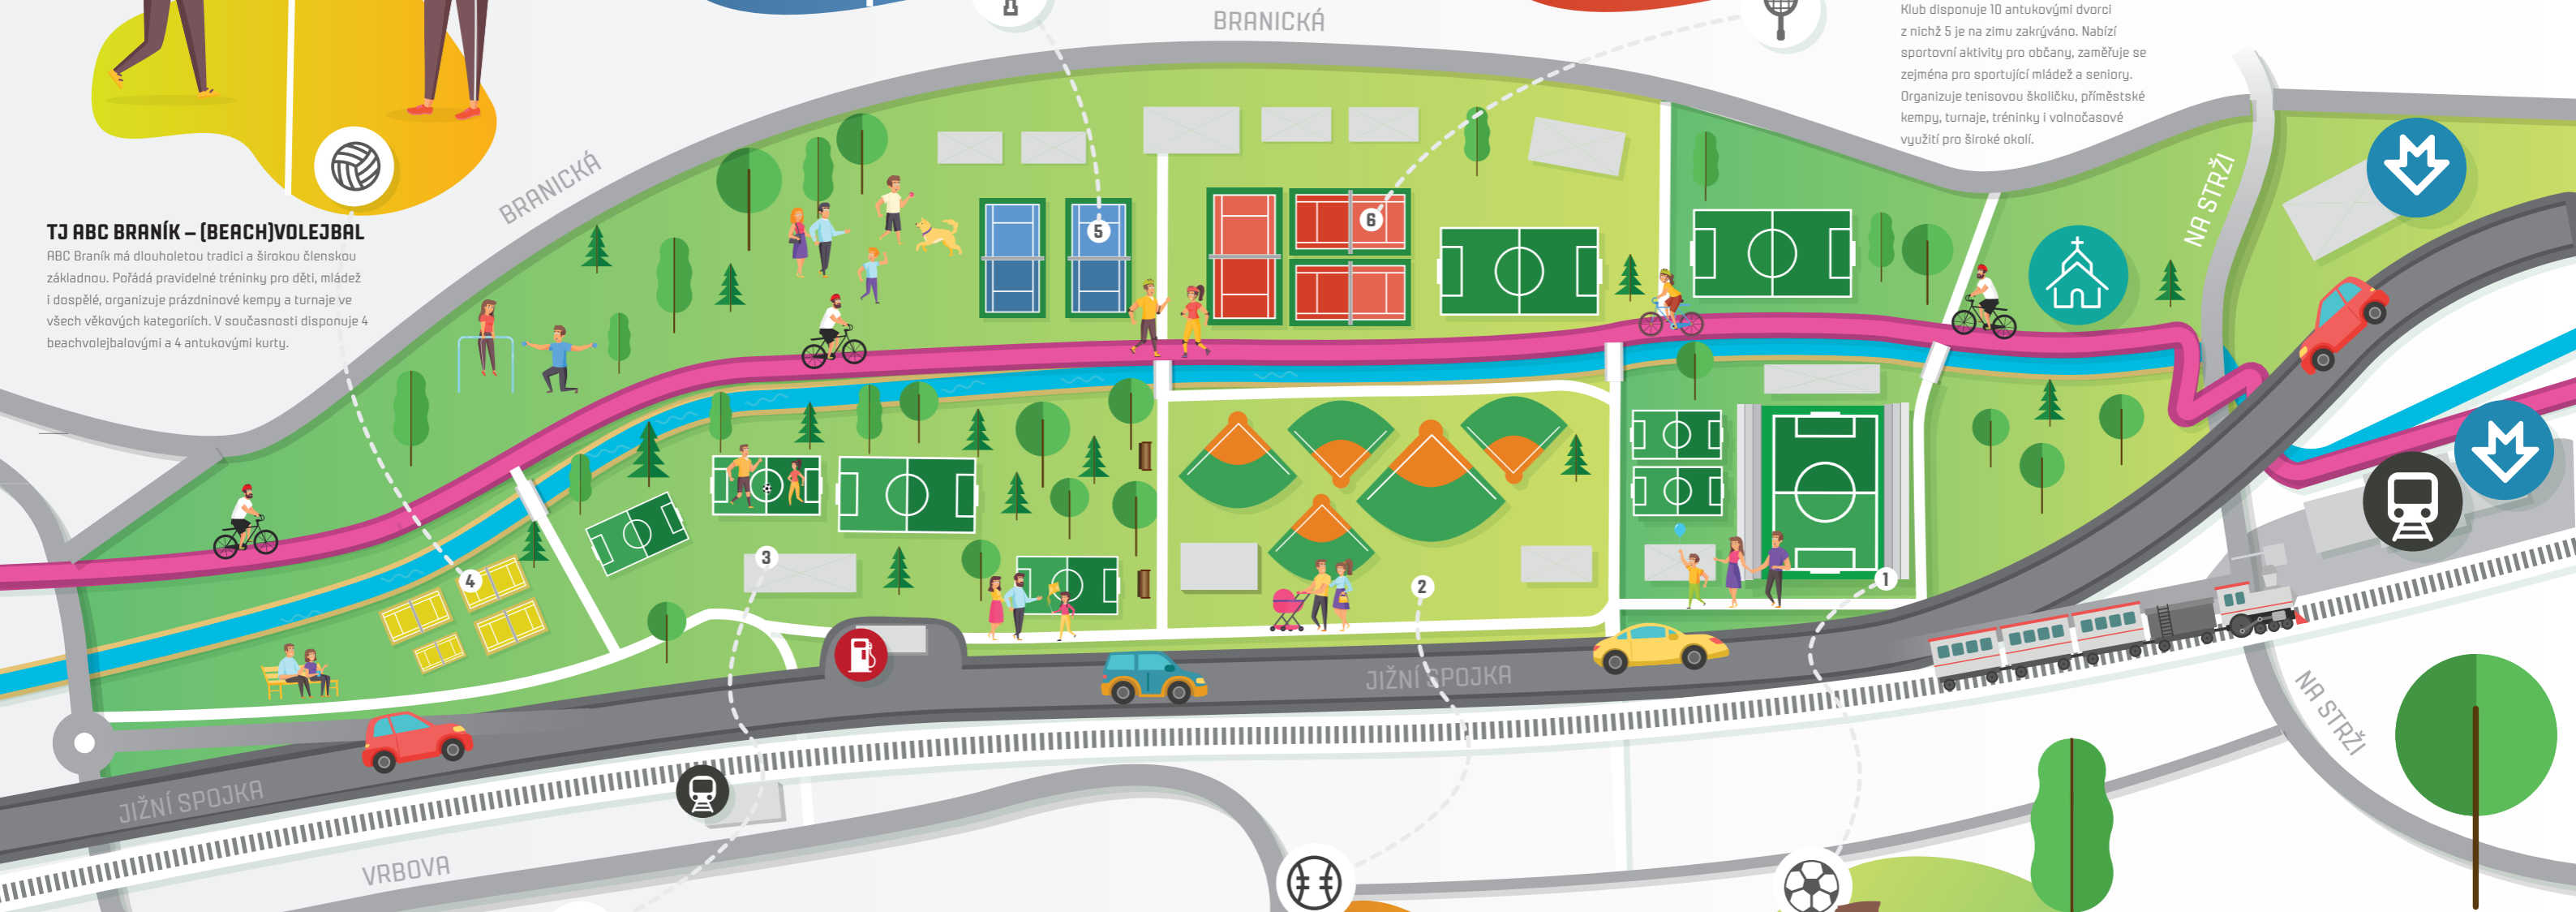 BRANICKÁ
Klub disponuje 10 antukovými dvorci
z nichž 5 je na zimu zakrýváno. Nabízí
sportovní aktivity pro občany, zaměřuje se
zejména pro sportující mládež a seniory.
Organizuje tenisovou školičku, příměstské
kempy, turnaje, tréninky i volnočasové
využití pro široké okolí.
BRANICKÁ
NA STRŽI
TJ ABC BRANÍK – (BEACH)VOLEJBAL
ABC Braník má dlouholetou tradici a širokou členskou
základnou. Pořádá pravidelné tréninky pro děti, mládež
i dospělé, organizuje prázdninové kempy a turnaje ve
všech věkových kategoriích. V současnosti disponuje 4
beachvolejbalovými a 4 antukovými kurty.
5
6
M
M
3
4
2
1
JIŽNÍ SPOJKA
NA STRŽI
JIŽNÍ SPOJKA
VRBOVA